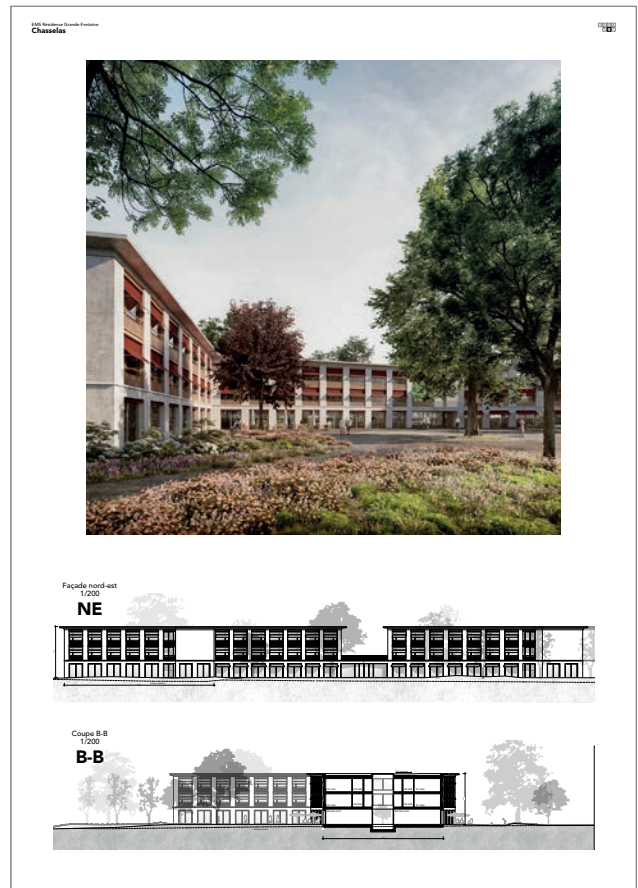 EMS Résidence Grande-Fontaine
Chasselas
Façade nord-est
1/200
NE
Coupe B-B
1/200
B-B